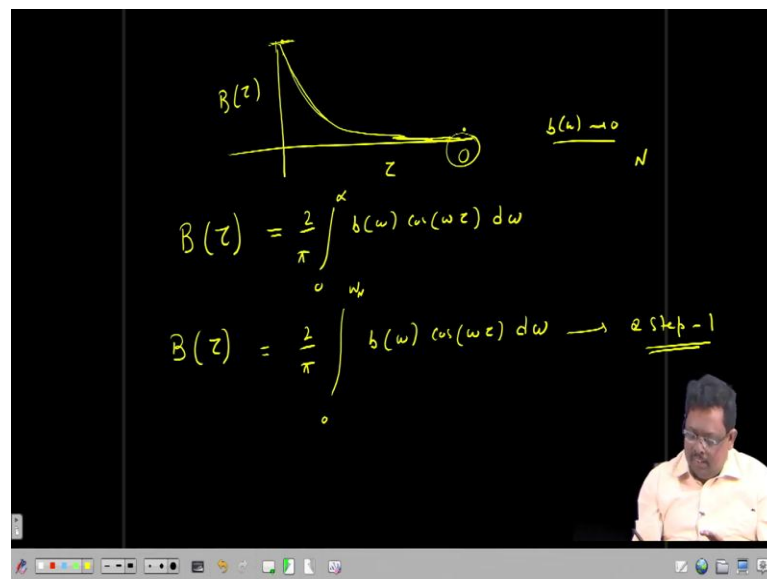 B(τ)
b(ω) → 0
N
0
τ
B(τ) = 2/π ∫₀^α b(ω) cos(ωτ) dω
B(τ) = 2/π ∫₀^ωN b(ω) cos(ωτ) dω → @ step-1